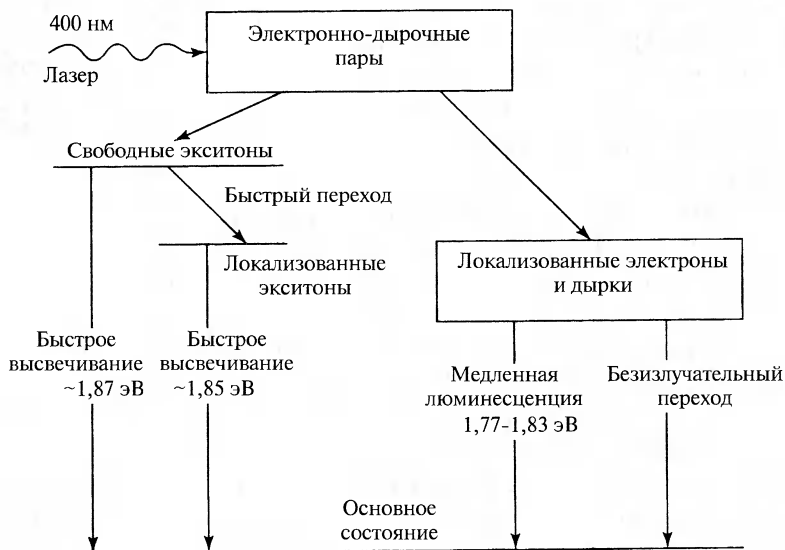 400 нм
Лазер
Электронно-дырочные
пары
Свободные экситоны
Быстрый переход
Локализованные
экситоны
Локализованные электроны
и дырки
Быстрое
высвечивание
~1,87 эВ
Быстрое
высвечивание
~1,85 эВ
Медленная
люминесценция
1,77-1,83 эВ
Безизлучательный
переход
Основное
состояние